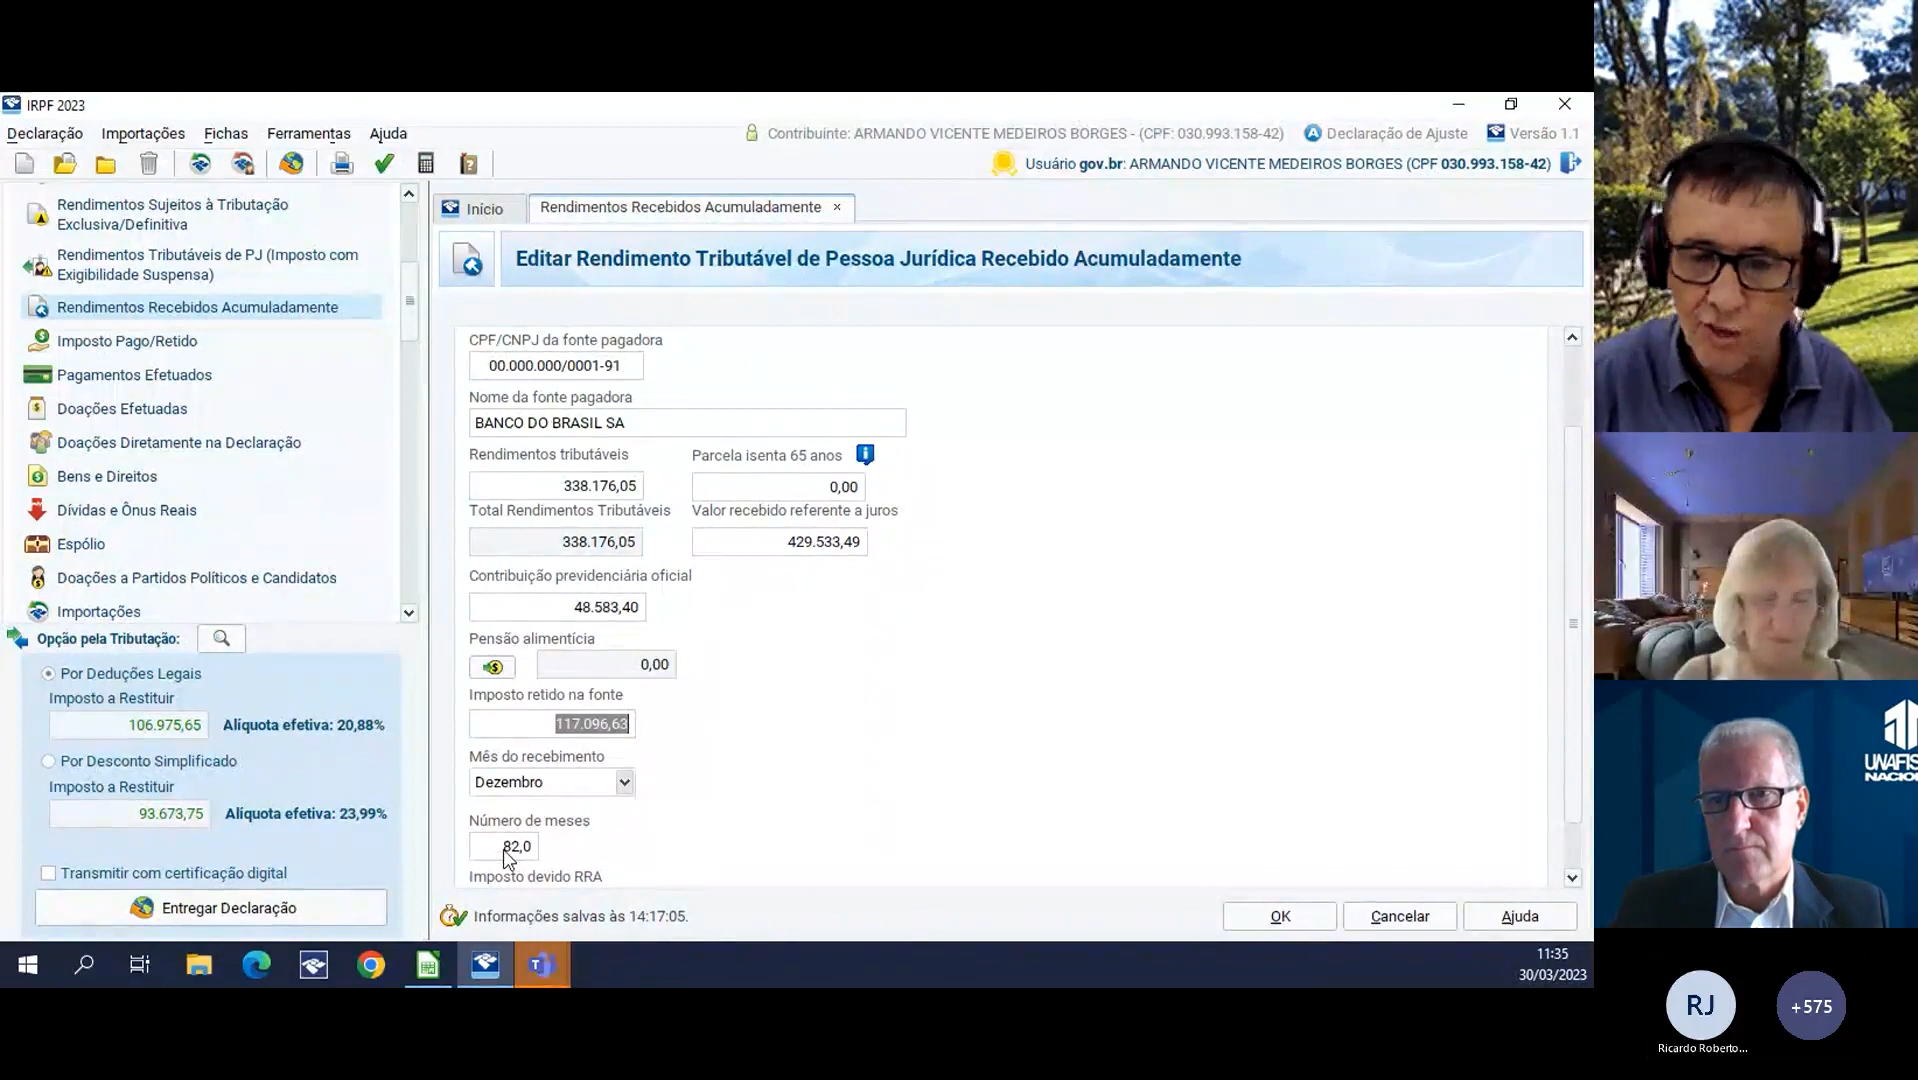 IRPF 2023
Declaração Importações Fichas Ferramentas Ajuda
Contribuinte: ARMANDO VICENTE MEDEIROS BORGES - (CPF: 030.993.158-42) Declaração de Ajuste Versão 1.1
Usuário gov.br: ARMANDO VICENTE MEDEIROS BORGES (CPF 030.993.158-42)
Rendimentos Sujeitos à Tributação
Exclusiva/Definitiva
Rendimentos Tributáveis de PJ (Imposto com
Exigibilidade Suspensa)
Rendimentos Recebidos Acumuladamente
Imposto Pago/Retido
Pagamentos Efetuados
Doações Efetuadas
Doações Diretamente na Declaração
Bens e Direitos
Dívidas e Ônus Reais
Espólio
Doações a Partidos Políticos e Candidatos
Importações
Opção pela Tributação:
Por Deduções Legais
Imposto a Restituir
106.975,65 Alíquota efetiva: 20,88%
Por Desconto Simplificado
Imposto a Restituir
93.673,75 Alíquota efetiva: 23,99%
Transmitir com certificação digital
Entregar Declaração
Início Rendimentos Recebidos Acumuladamente ×
Editar Rendimento Tributável de Pessoa Jurídica Recebido Acumuladamente
CPF/CNPJ da fonte pagadora
00.000.000/0001-91
Nome da fonte pagadora
BANCO DO BRASIL SA
Rendimentos tributáveis Parcela isenta 65 anos
338.176,05 0,00
Total Rendimentos Tributáveis Valor recebido referente a juros
338.176,05 429.533,49
Contribuição previdenciária oficial
48.583,40
Pensão alimentícia
0,00
Imposto retido na fonte
117.096,63
Mês do recebimento
Dezembro
Número de meses
82,0
Imposto devido RRA
Informações salvas às 14:17:05.
OK Cancelar Ajuda
11:35
30/03/2023
UNAFIS
NACIO
RJ
+575
Ricardo Roberto...